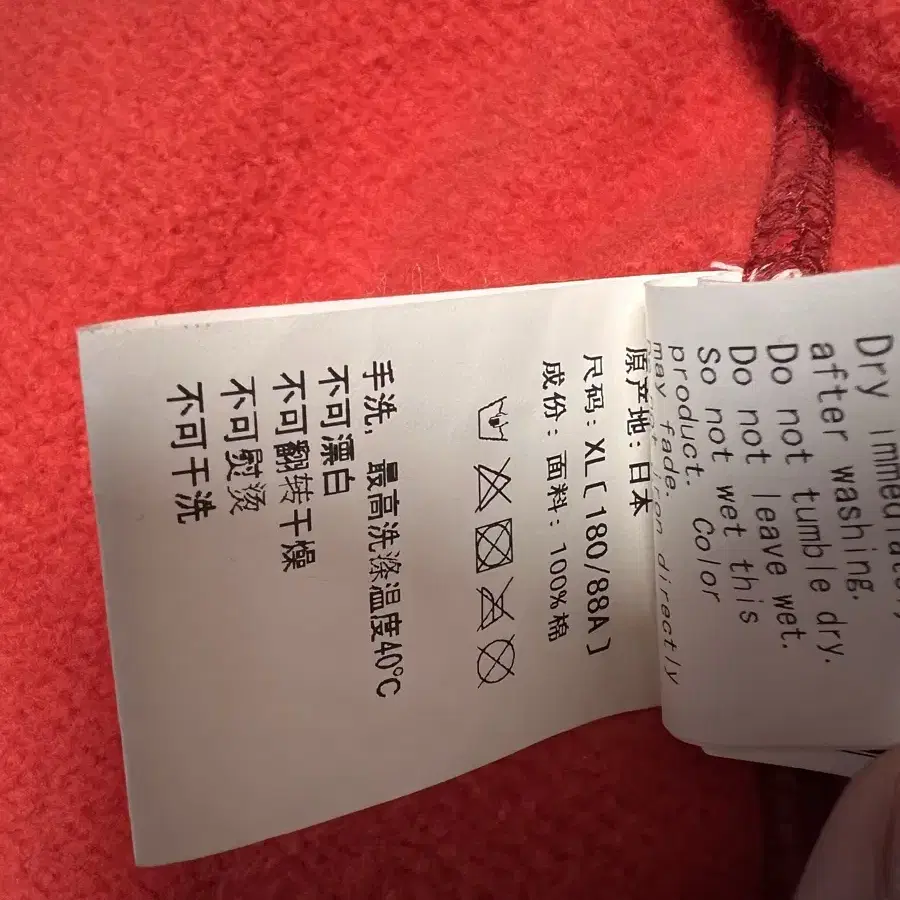 Dry
after washing.
Do not tumble dry.
Do not leave wet.
So not wet this
product. Color
may fade. directly
原产地: 日本
尺码: XL[180/88A]
成份: 面料: 100%棉
手洗, 最高洗涤温度40℃
不可漂白
不可翻转干燥
不可熨烫
不可干洗